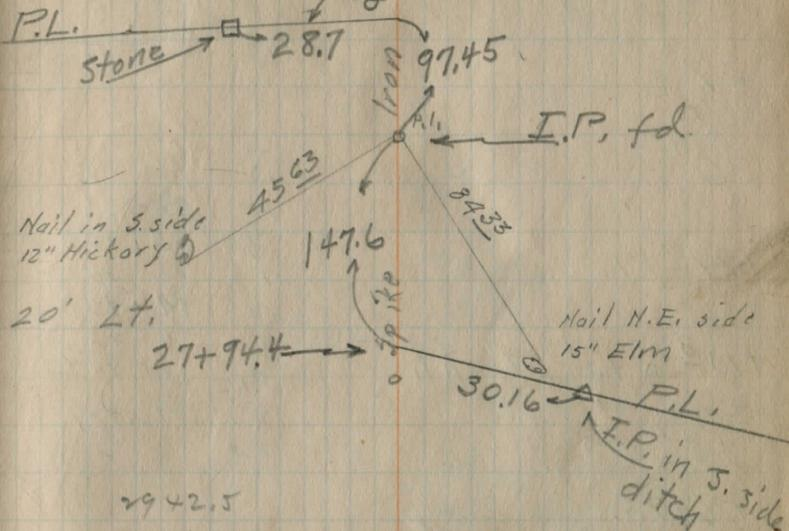 P.L.
Stone
28.7
97.45
Iron
P.I.
I.P. fd.
45 63
84 33
Nail in S. side
12" Hickory
147.6
20' Lt.
Spike
Nail N.E. side
15" Elm
27+94.4
30.16
P.L.
I.P. in S. side
ditch
2942.5